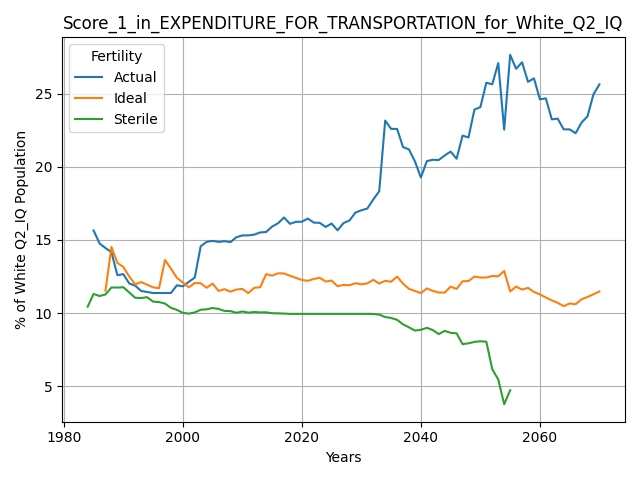 Score_1_in_EXPENDITURE_FOR_TRANSPORTATION_for_White_Q2_IQ
Fertility
Actual
Ideal
Sterile
% of White Q2_IQ Population
25
20
15
10
5
1980 2000 2020 2040 2060
Years